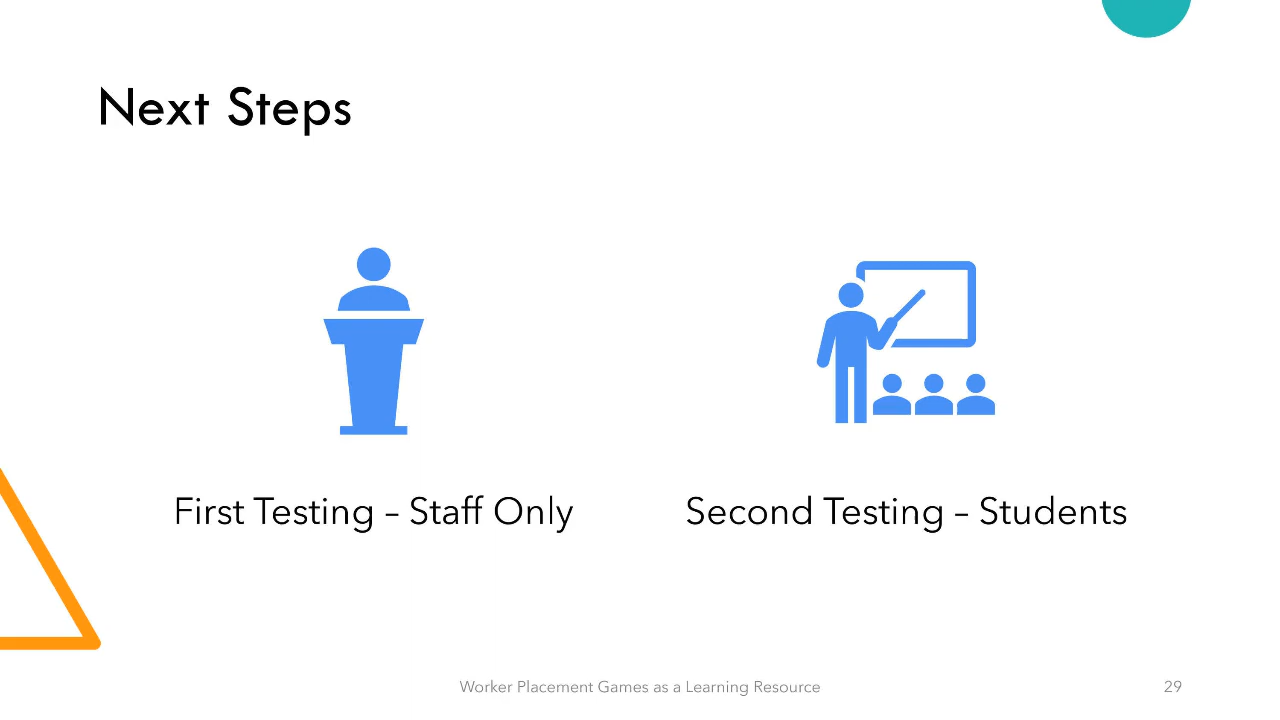 Next Steps
First Testing – Staff Only
Second Testing – Students
Worker Placement Games as a Learning Resource
29